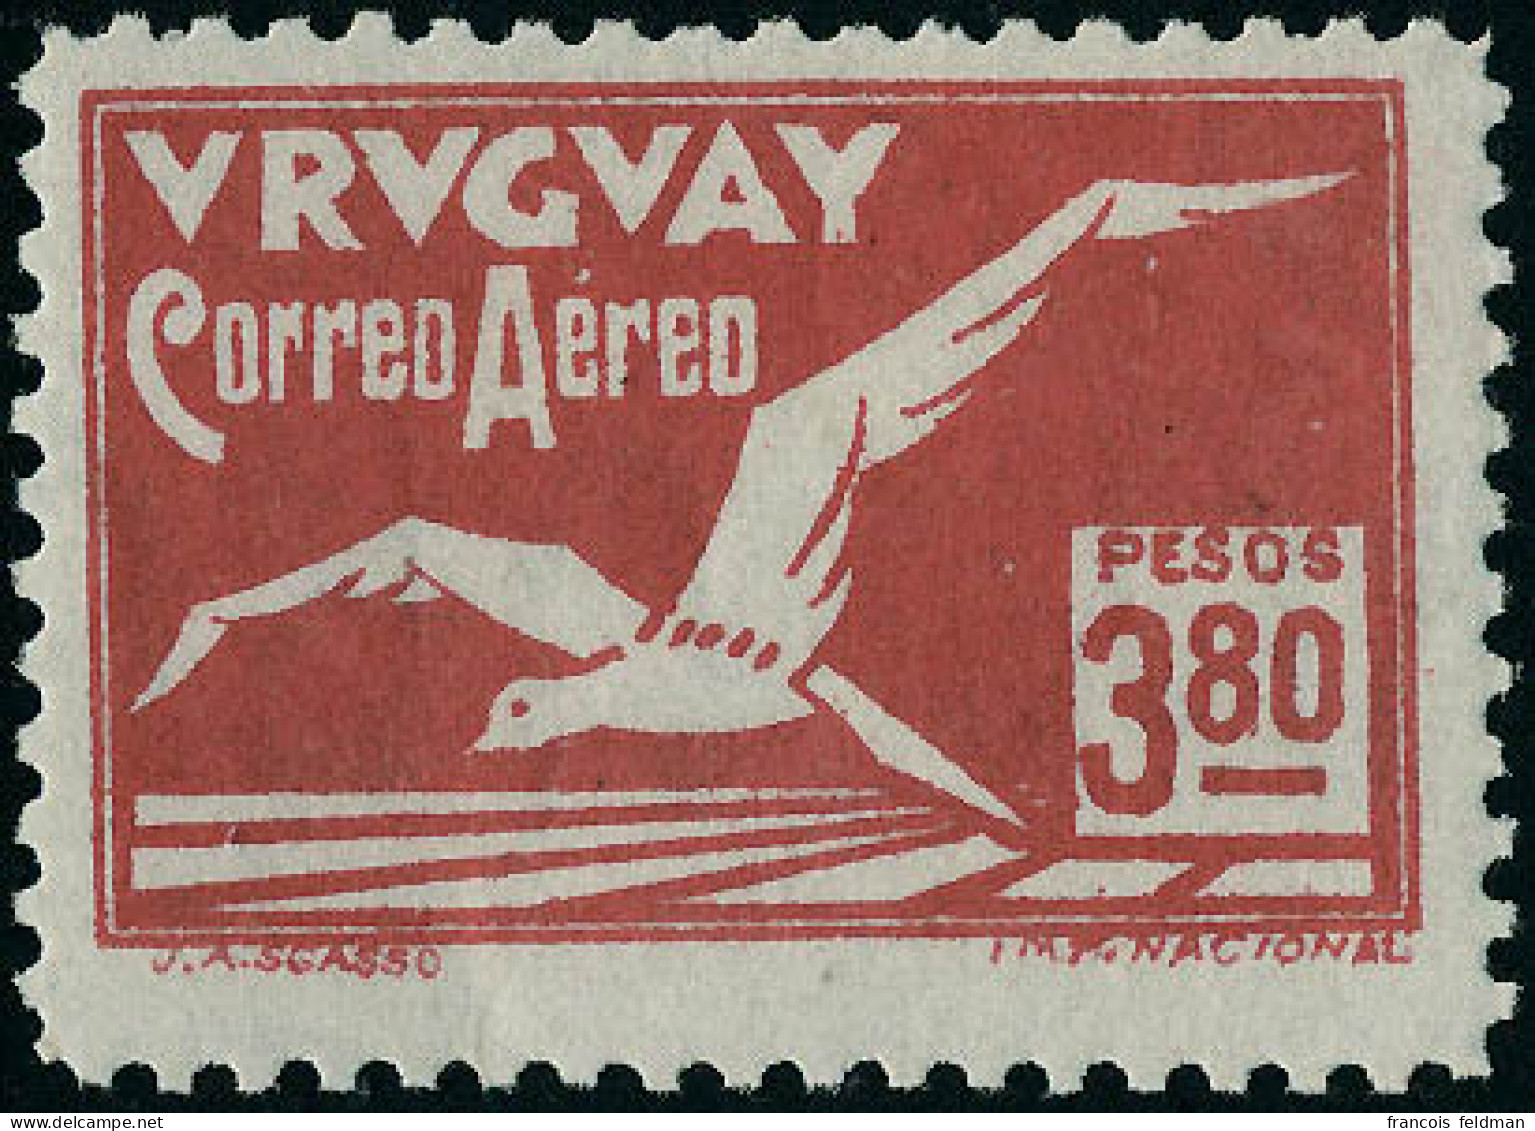 VRVGVAY
Correo Aéreo
PESOS
3.80
J.A.SCASSO
IMP. NACIONAL
delcampe.net
francois feldman